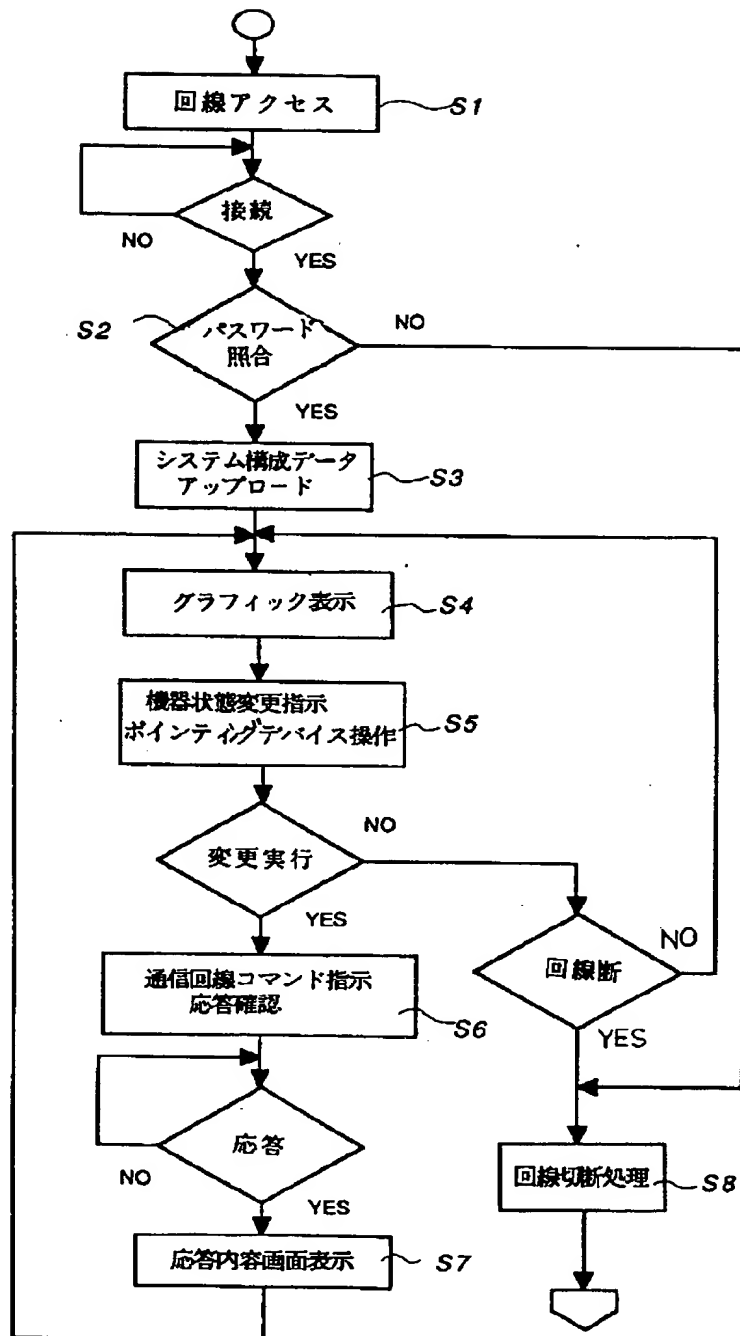 回線アクセス
S1
接続
NO
YES
S2
パスワード
照合
NO
YES
システム構成データ
アップロード
S3
グラフィック表示
S4
機器状態変更指示
ポインティングデバイス操作
S5
変更実行
NO
YES
回線断
NO
YES
通信回線コマンド指示
応答確認
S6
応答
NO
YES
回線切断処理
S8
応答内容画面表示
S7